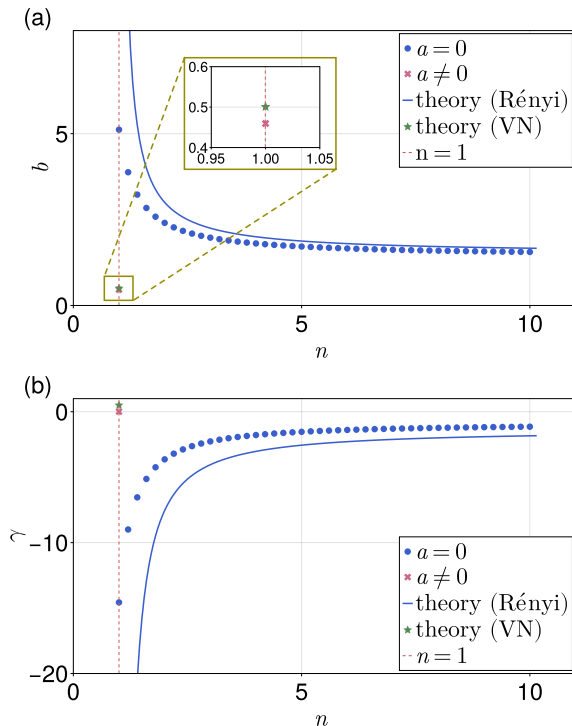 (a)
a = 0
a ≠ 0
theory (Rényi)
theory (VN)
n = 1
0.6
0.5
0.4
0.95
1.00
1.05
5
0
b
0
5
10
n
(b)
0
−10
−20
γ
a = 0
a ≠ 0
theory (Rényi)
theory (VN)
n = 1
0
5
10
n